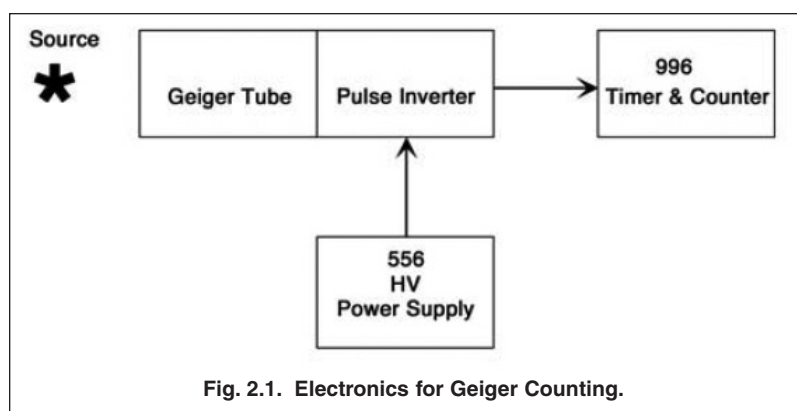 Source
Geiger Tube
Pulse Inverter
996
Timer & Counter
556
HV
Power Supply
Fig. 2.1. Electronics for Geiger Counting.